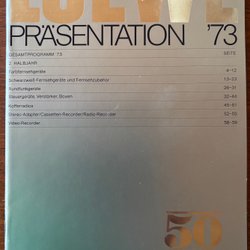 LOEWE
PRÄSENTATION '73
GESAMTPROGRAMM '73 SEITE
2. HALBJAHR
Farbfernsehgeräte 4-12
Schwarzweiß-Fernsehgeräte und Fernsehzubehör 13-23
Rundfunkgeräte 24-31
Steuergeräte, Verstärker, Boxen 32-44
Kofferradios 45-51
Stereo-Adapter/Cassetten-Recorder/Radio-Recorder 52-55
Video-Recorder 56-59
50